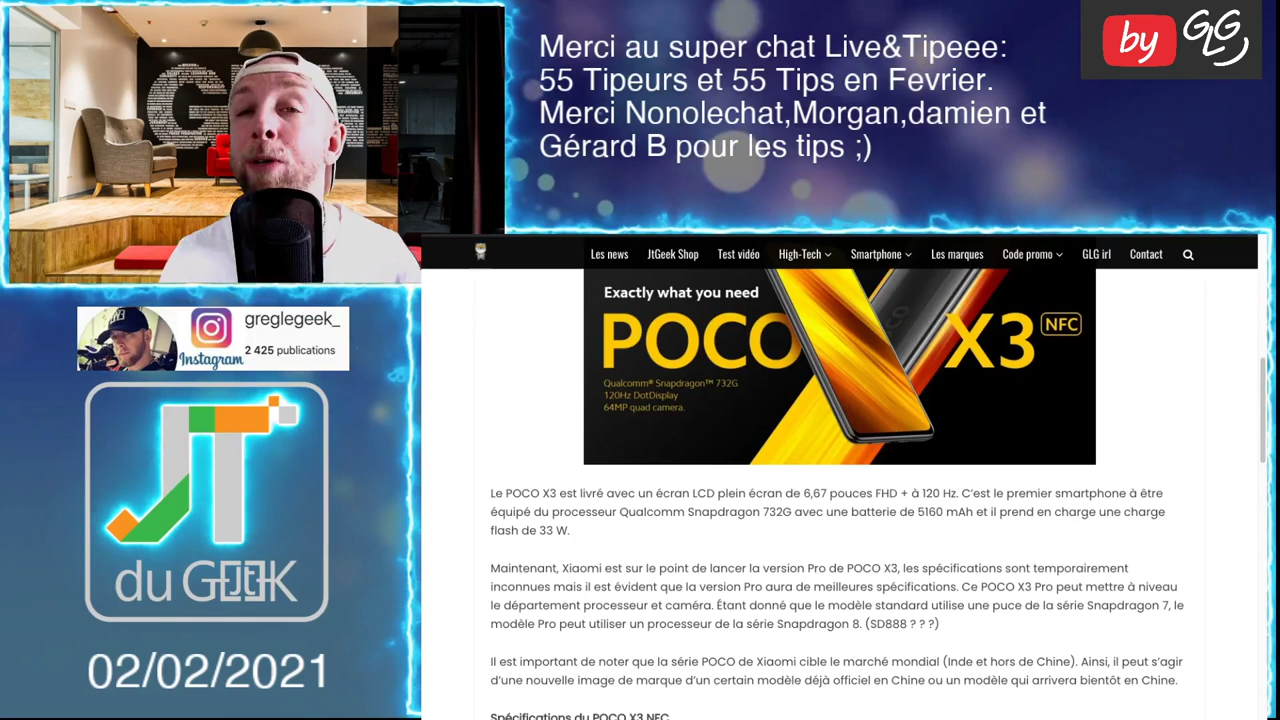 Merci au super chat Live&Tipeee:
55 Tipeurs et 55 Tips en Fevrier.
Merci Nonolechat,Morgan,damien et
Gérard B pour les tips ;)
by GLG
Les news JtGeek Shop Test vidéo High-Tech Smartphone Les marques Code promo GLG irl Contact
Exactly what you need
POCO X3 NFC
Qualcomm® Snapdragon™ 732G
120Hz DotDisplay
64MP quad camera.
greglegeek_
Instagram
2 425 publications
JT
du GEEK
02/02/2021
Le POCO X3 est livré avec un écran LCD plein écran de 6,67 pouces FHD + à 120 Hz. C'est le premier smartphone à être
équipé du processeur Qualcomm Snapdragon 732G avec une batterie de 5160 mAh et il prend en charge une charge
flash de 33 W.
Maintenant, Xiaomi est sur le point de lancer la version Pro de POCO X3, les spécifications sont temporairement
inconnues mais il est évident que la version Pro aura de meilleures spécifications. Ce POCO X3 Pro peut mettre à niveau
le département processeur et caméra. Étant donné que le modèle standard utilise une puce de la série Snapdragon 7, le
modèle Pro peut utiliser un processeur de la série Snapdragon 8. (SD888 ? ? ?)
Il est important de noter que la série POCO de Xiaomi cible le marché mondial (Inde et hors de Chine). Ainsi, il peut s'agir
d'une nouvelle image de marque d'un certain modèle déjà officiel en Chine ou un modèle qui arrivera bientôt en Chine.
Spécifications du POCO X3 NFC